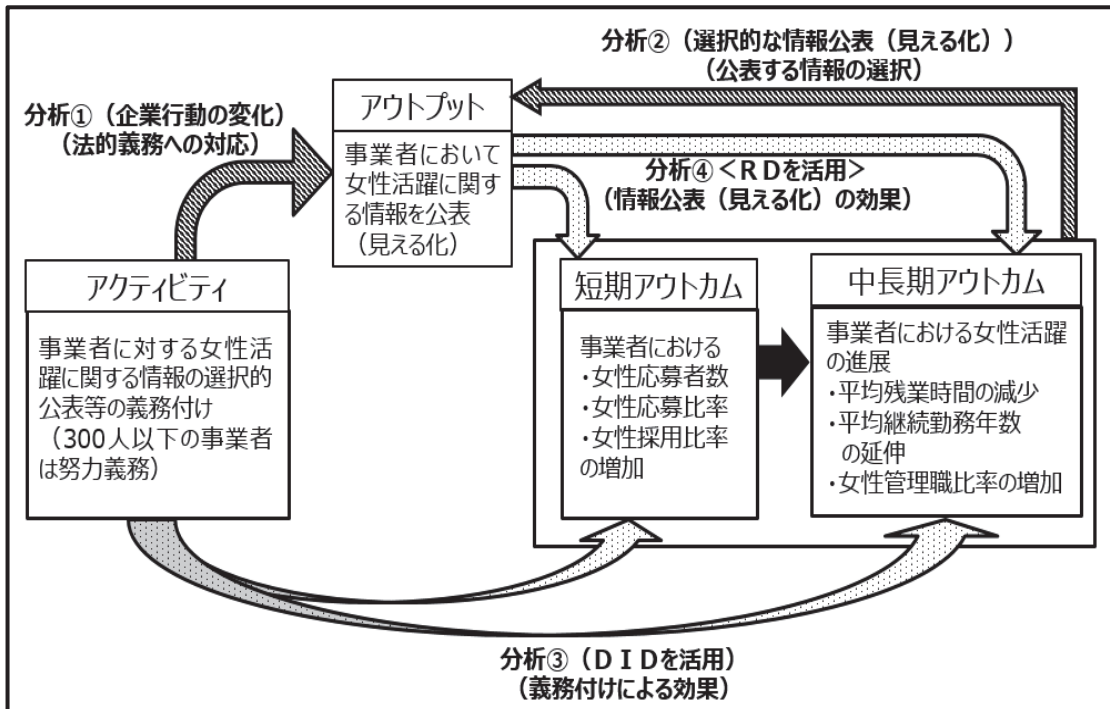 分析②（選択的な情報公表（見える化））
（公表する情報の選択）
分析①（企業行動の変化）
（法的義務への対応）
アウトプット
事業者において
女性活躍に関す
る情報を公表
（見える化）
分析④＜ＲＤを活用＞
（情報公表（見える化）の効果）
アクティビティ
事業者に対する女性活
躍に関する情報の選択的
公表等の義務付け
（300人以下の事業者
は努力義務）
短期アウトカム
事業者における
・女性応募者数
・女性応募比率
・女性採用比率
の増加
中長期アウトカム
事業者における女性活躍
の進展
・平均残業時間の減少
・平均継続勤務年数
の延伸
・女性管理職比率の増加
分析③（ＤＩＤを活用）
（義務付けによる効果）